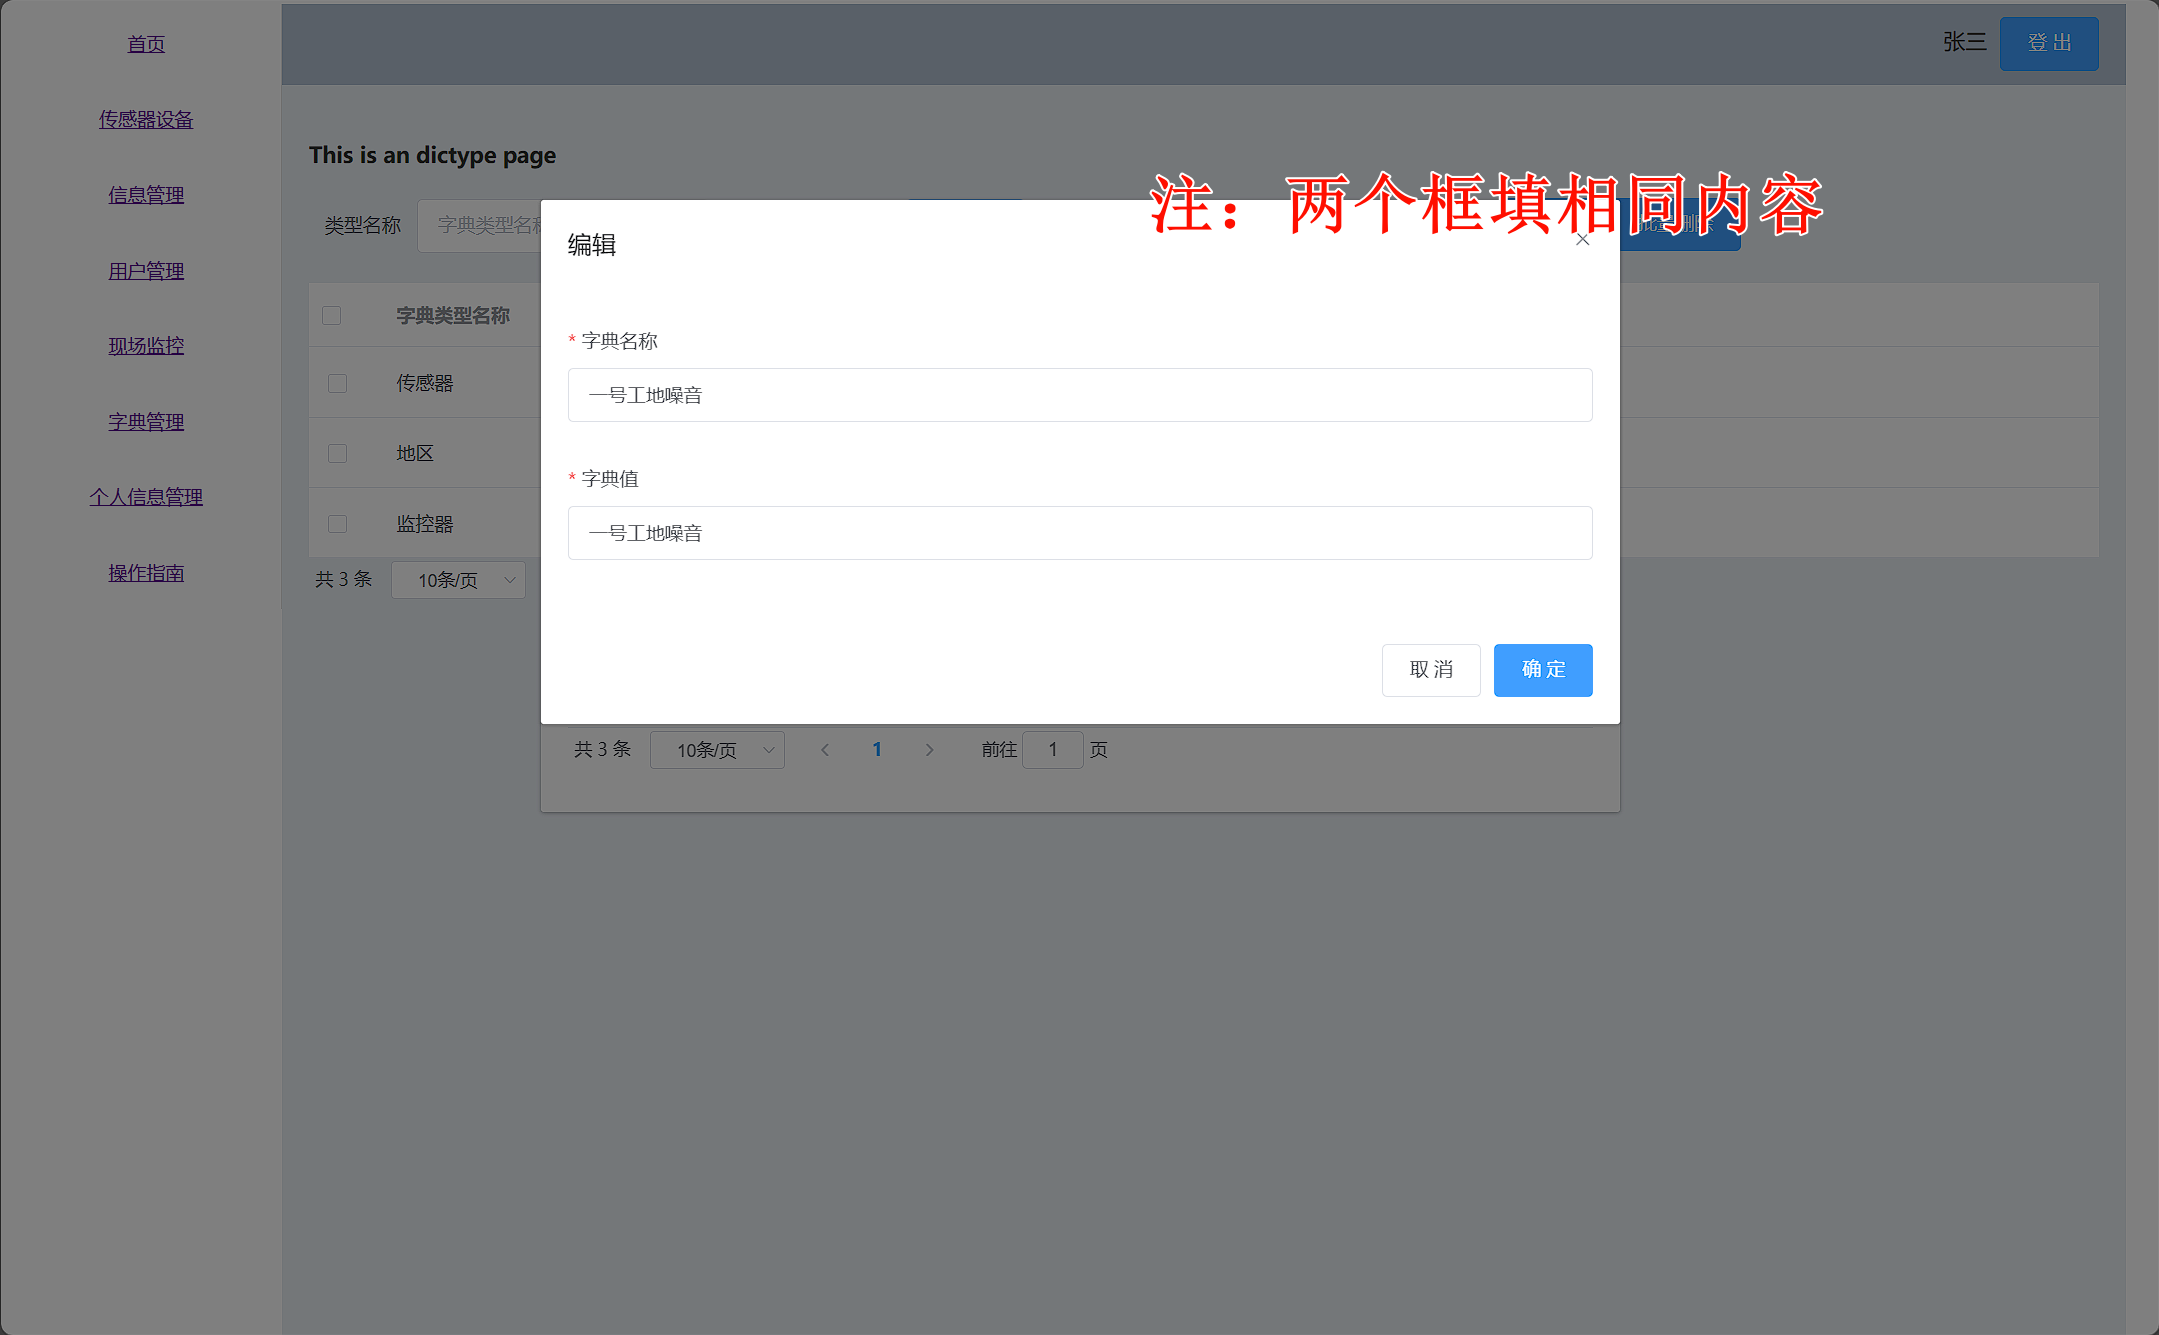 首页
传感器设备
信息管理
用户管理
现场监控
字典管理
个人信息管理
操作指南
张三
登出
This is an dictype page
注：两个框填相同内容
类型名称
字典类型名称
删除
字典类型名称
传感器
地区
监控器
共 3 条
10条/页
编辑
* 字典名称
一号工地噪音
* 字典值
一号工地噪音
取消
确定
共 3 条
10条/页
1
前往
1
页